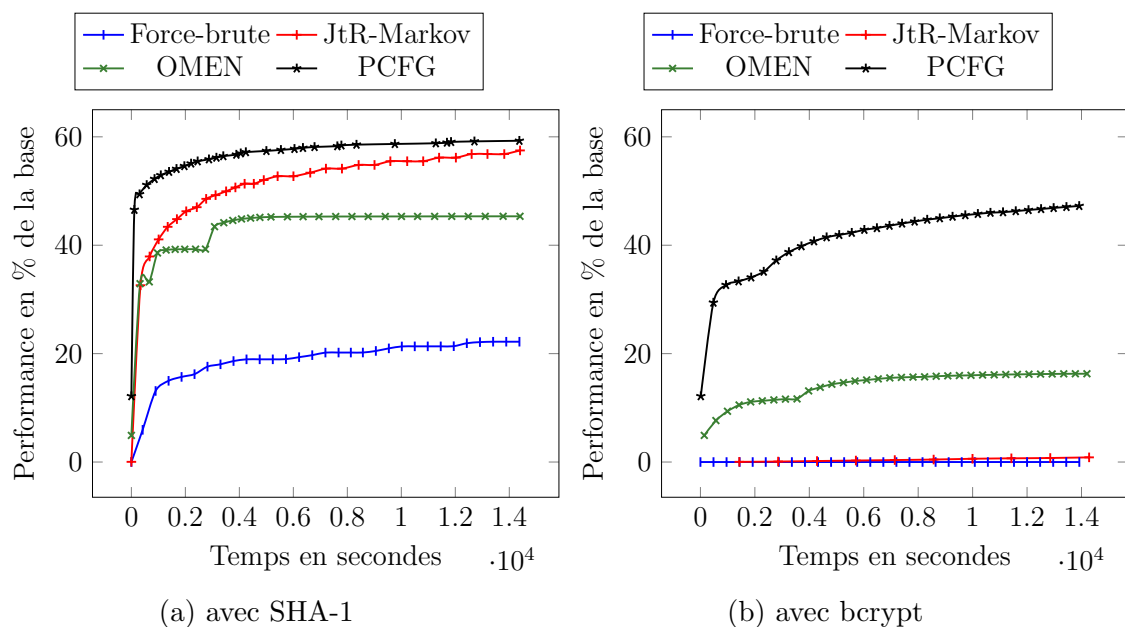 Force-brute JtR-Markov
OMEN PCFG
Performance en % de la base
60
40
20
0
0 0.2 0.4 0.6 0.8 1 1.2 1.4
Temps en secondes
·10⁴
(a) avec SHA-1
Force-brute JtR-Markov
OMEN PCFG
Performance en % de la base
60
40
20
0
0 0.2 0.4 0.6 0.8 1 1.2 1.4
Temps en secondes
·10⁴
(b) avec bcrypt